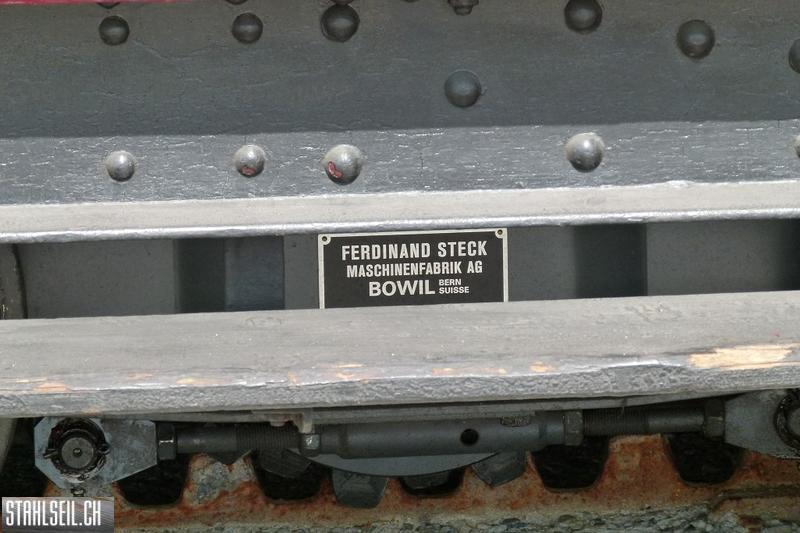 FERDINAND STECK
MASCHINENFABRIK AG
BOWIL BERN SUISSE
STAHLSEIL.CH